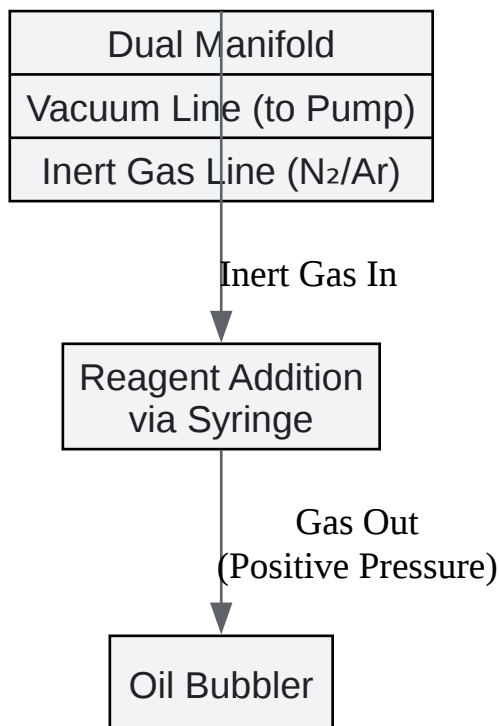 Dual Manifold
Vacuum Line (to Pump)
Inert Gas Line (N₂/Ar)
Inert Gas In
Reagent Addition
via Syringe
Gas Out
(Positive Pressure)
Oil Bubbler